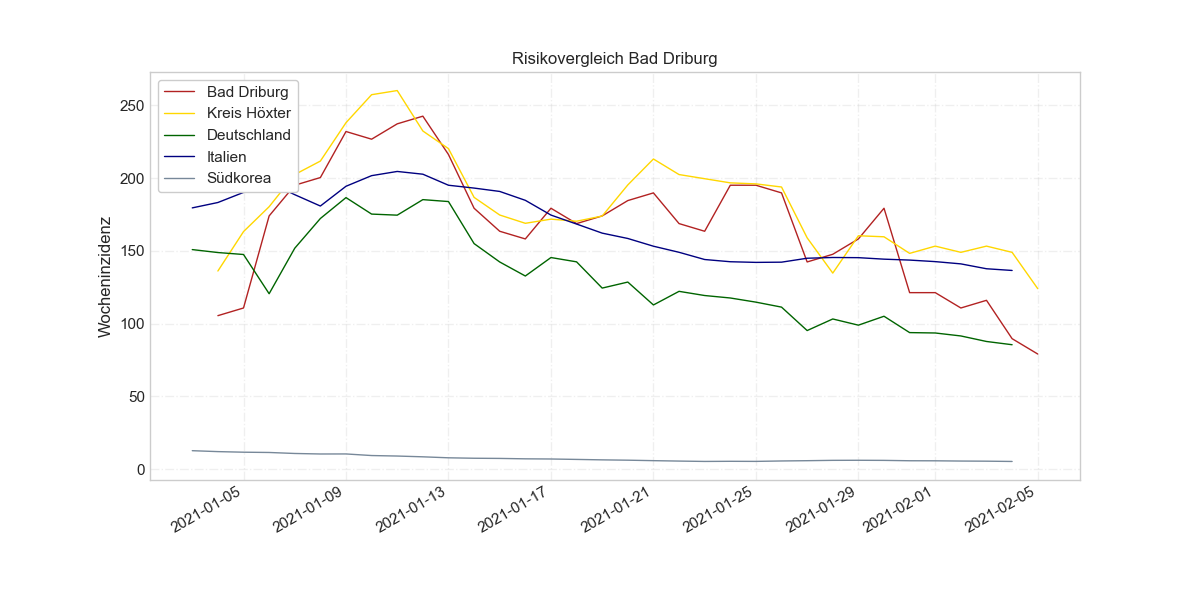 Risikovergleich Bad Driburg
Bad Driburg
Kreis Höxter
Deutschland
Italien
Südkorea
Wocheninzidenz
250
200
150
100
50
0
2021-01-05
2021-01-09
2021-01-13
2021-01-17
2021-01-21
2021-01-25
2021-01-29
2021-02-01
2021-02-05